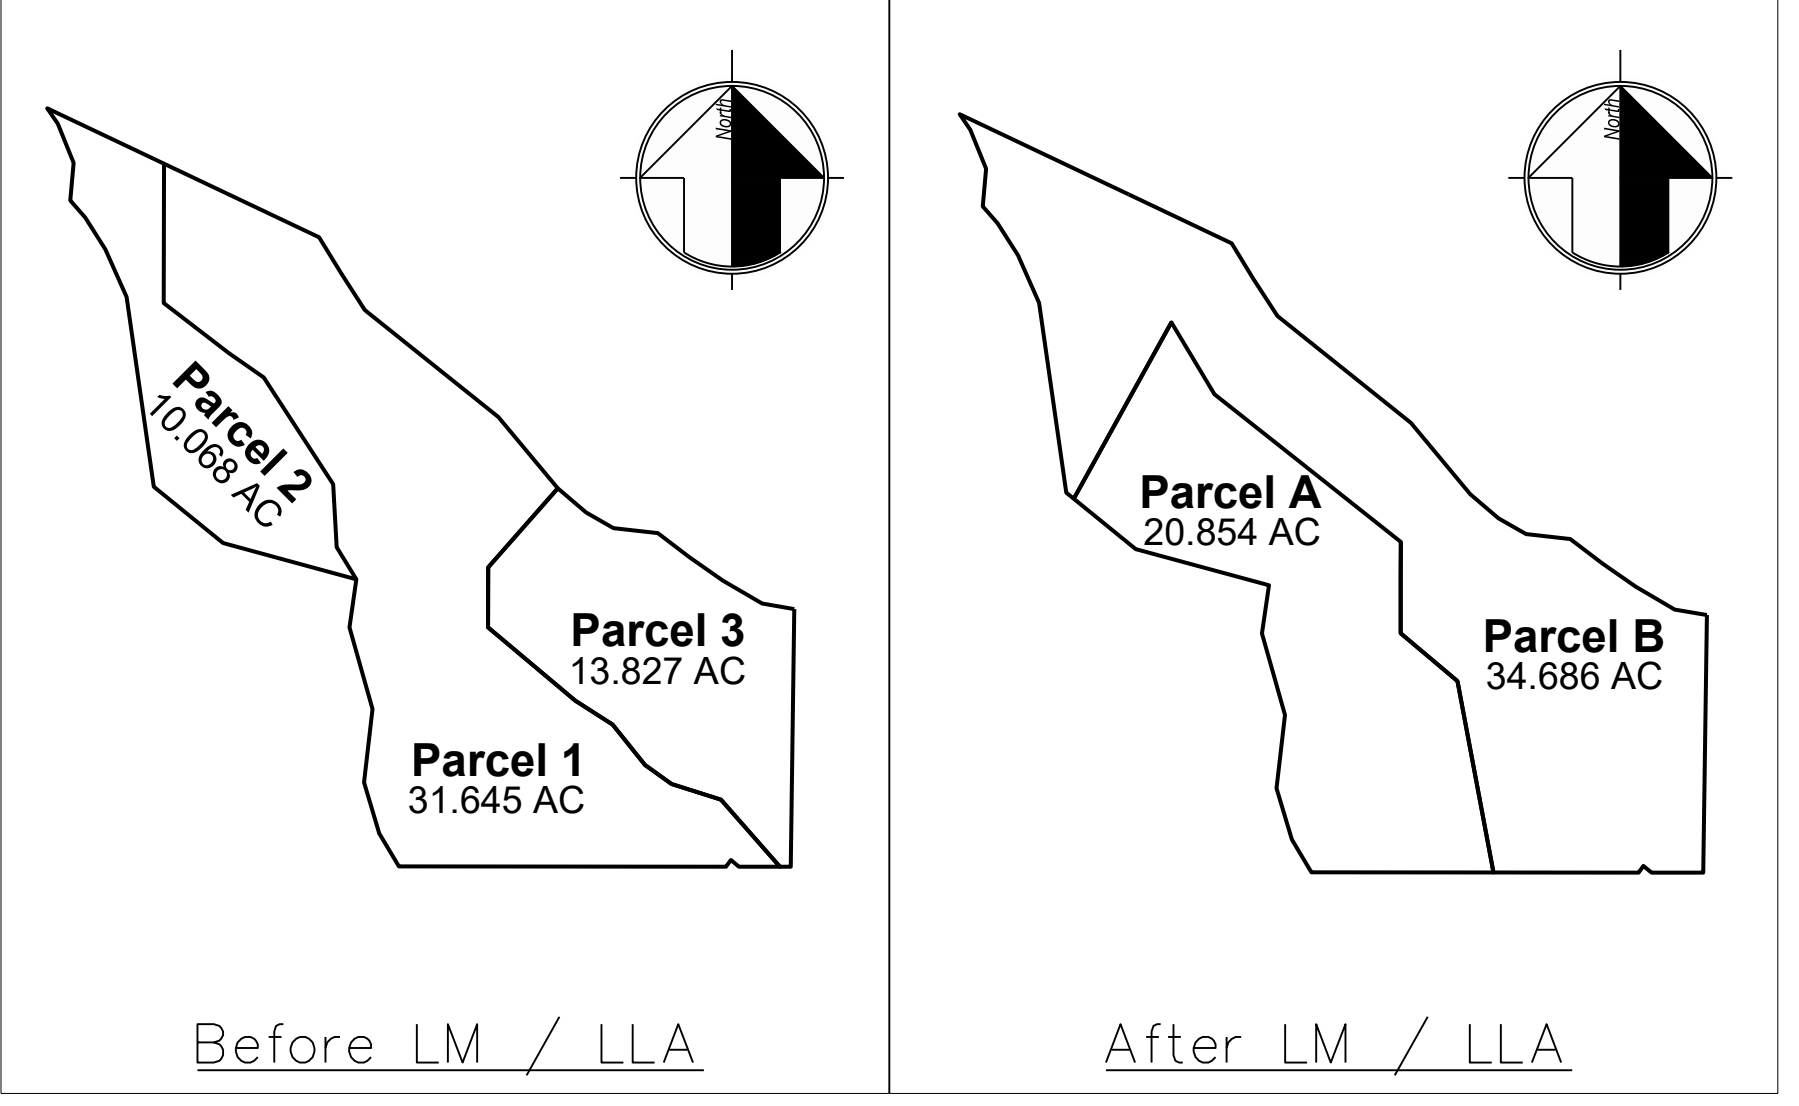 North
Parcel 2
10.068 AC
Parcel 3
13.827 AC
Parcel 1
31.645 AC
Before LM / LLA
North
Parcel A
20.854 AC
Parcel B
34.686 AC
After LM / LLA